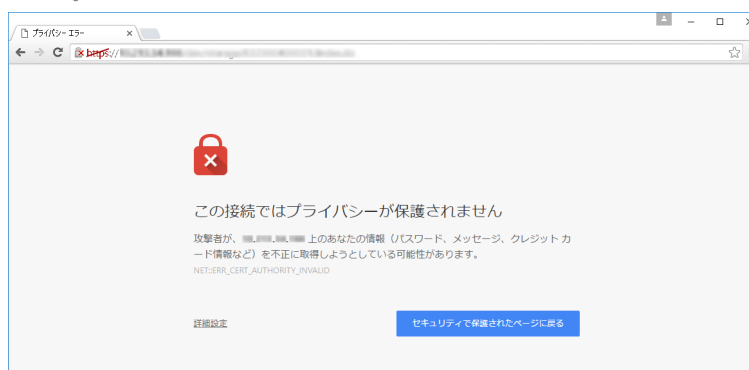 プライバシー エラー
https://
この接続ではプライバシーが保護されません
攻撃者が、 上のあなたの情報（パスワード、メッセージ、クレジット カ
ード情報など）を不正に取得しようとしている可能性があります。
NET::ERR_CERT_AUTHORITY_INVALID
詳細設定
セキュリティで保護されたページに戻る